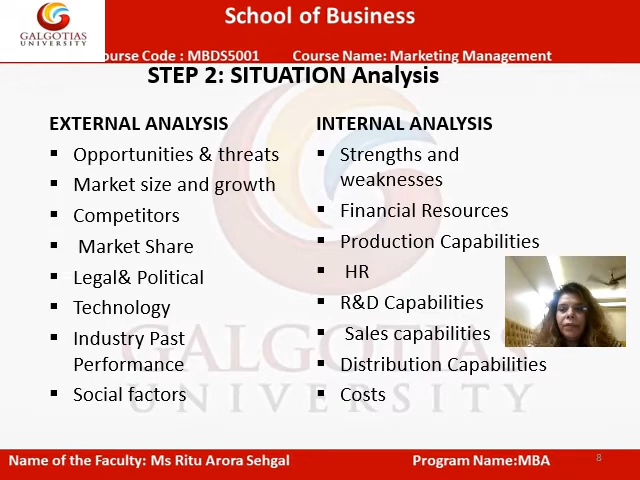 GALGOTIAS
UNIVERSITY
School of Business
ourse Code : MBDS5001 Course Name: Marketing Management
STEP 2: SITUATION Analysis
EXTERNAL ANALYSIS
Opportunities & threats
Market size and growth
Competitors
Market Share
Legal& Political
Technology
Industry Past
Performance
Social factors
INTERNAL ANALYSIS
Strengths and
weaknesses
Financial Resources
Production Capabilities
HR
R&D Capabilities
Sales capabilities
Distribution Capabilities
Costs
GALGOTIAS
UNIVERSITY
Name of the Faculty: Ms Ritu Arora Sehgal Program Name:MBA
8